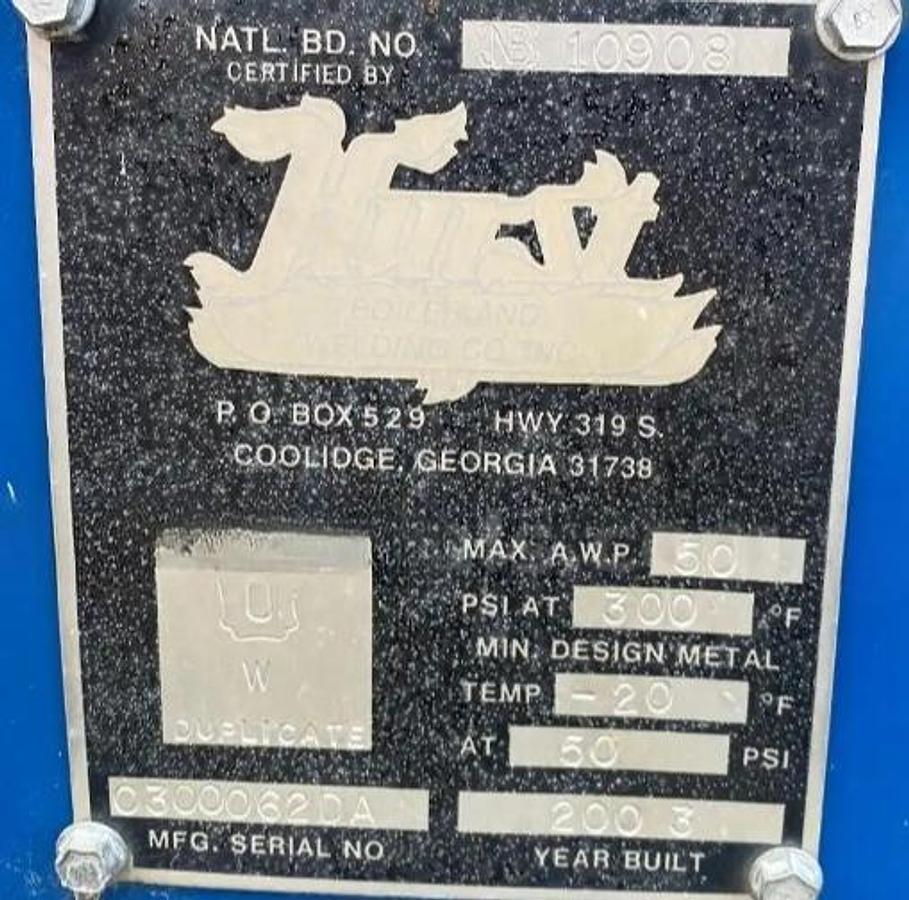 NATL. BD. NO. NB 10908
CERTIFIED BY
BOILER AND
WELDING CO., INC.
P. O. BOX 529 HWY 319 S.
COOLIDGE, GEORGIA 31738
MAX. A.W.P. 50
PSI AT 300 °F
MIN. DESIGN METAL
TEMP -20 °F
AT 50 PSI
U
W
DUPLICATE
0300062DA
MFG. SERIAL NO
2003
YEAR BUILT